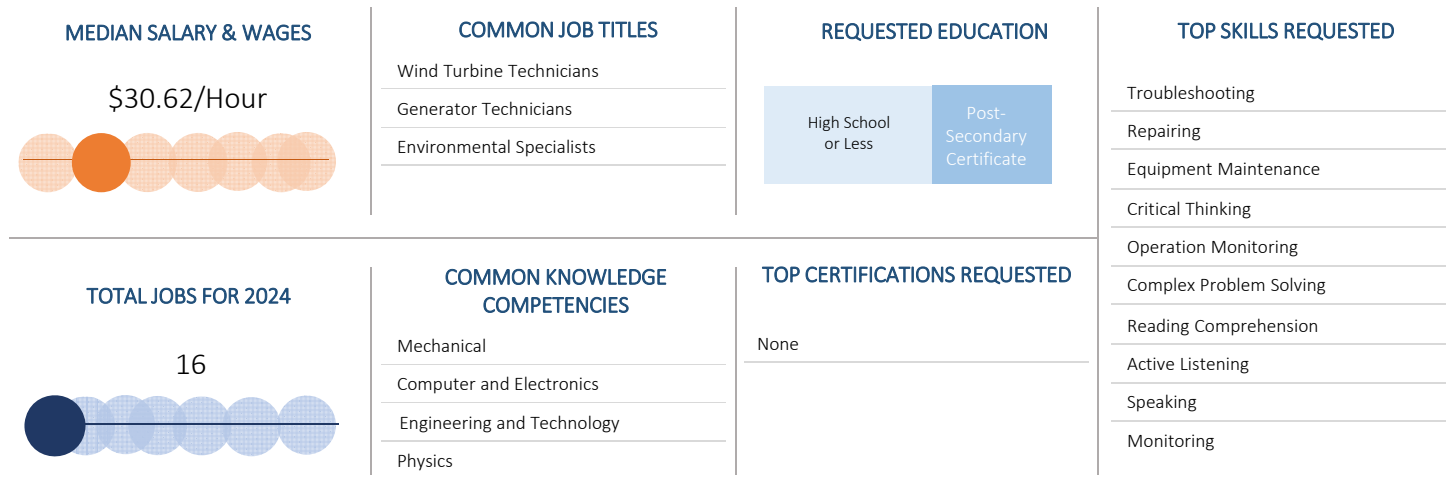 MEDIAN SALARY & WAGES
$30.62/Hour
COMMON JOB TITLES
Wind Turbine Technicians
Generator Technicians
Environmental Specialists
REQUESTED EDUCATION
High School
or Less
Post-
Secondary
Certificate
TOP SKILLS REQUESTED
Troubleshooting
Repairing
Equipment Maintenance
Critical Thinking
Operation Monitoring
Complex Problem Solving
Reading Comprehension
Active Listening
Speaking
Monitoring
TOTAL JOBS FOR 2024
16
COMMON KNOWLEDGE
COMPETENCIES
Mechanical
Computer and Electronics
Engineering and Technology
Physics
TOP CERTIFICATIONS REQUESTED
None